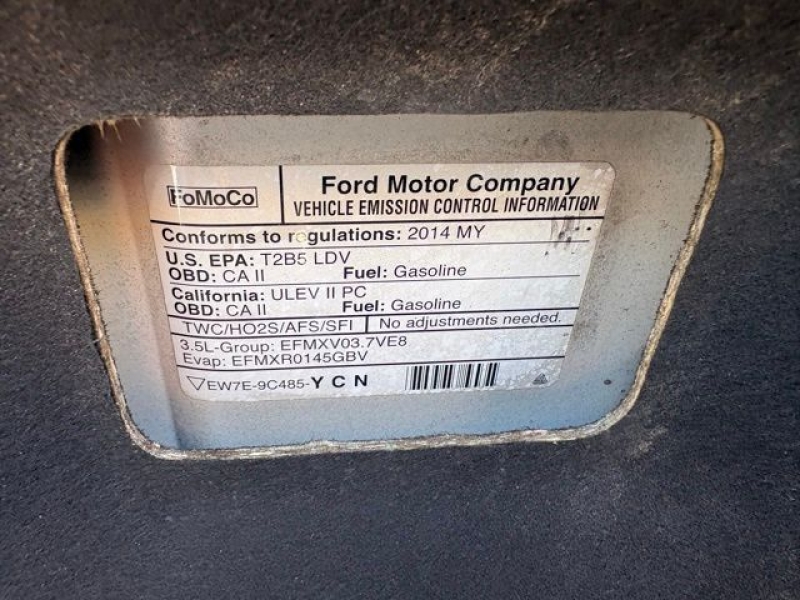 FoMoCo
Ford Motor Company
VEHICLE EMISSION CONTROL INFORMATION
Conforms to regulations: 2014 MY
U.S. EPA: T2B5 LDV
OBD: CA II Fuel: Gasoline
California: ULEV II PC
OBD: CA II Fuel: Gasoline
TWC/HO2S/AFS/SFI No adjustments needed.
3.5L-Group: EFMXV03.7VE8
Evap: EFMXR0145GBV
EW7E-9C485-Y C N